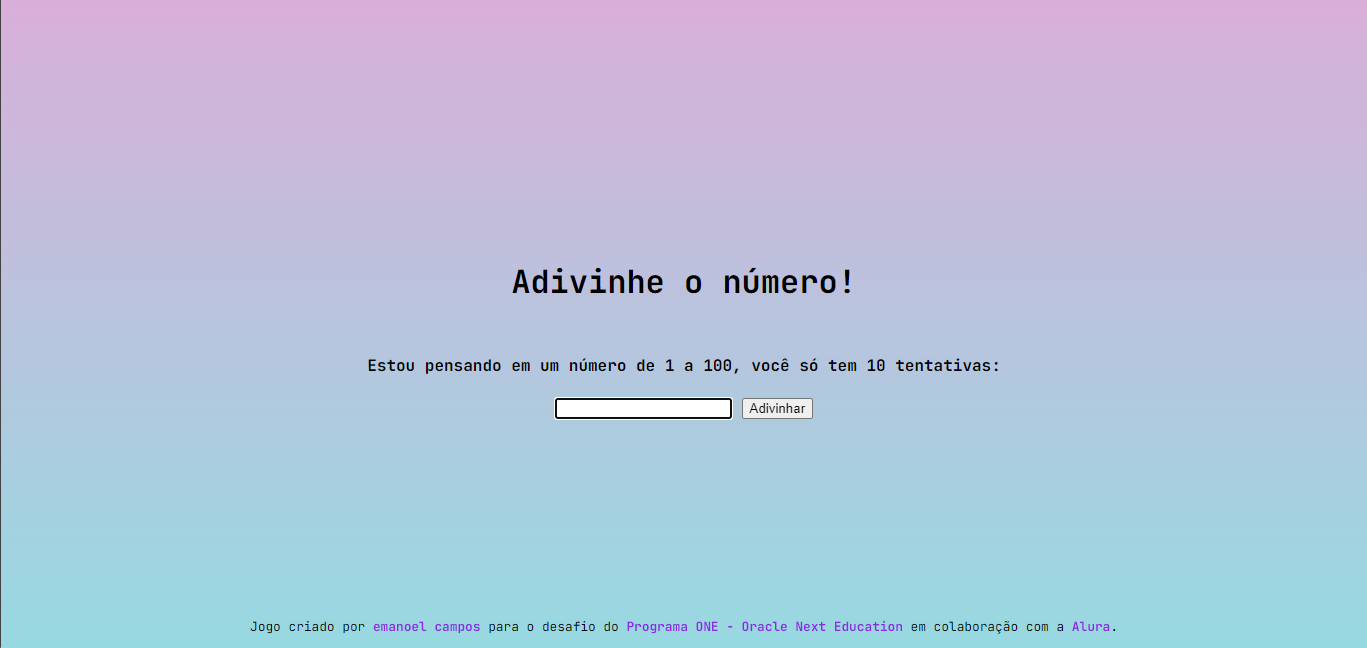 Adivinhe o número!
Estou pensando em um número de 1 a 100, você só tem 10 tentativas:
Adivinhar
Jogo criado por emanoel campos para o desafio do Programa ONE - Oracle Next Education em colaboração com a Alura.